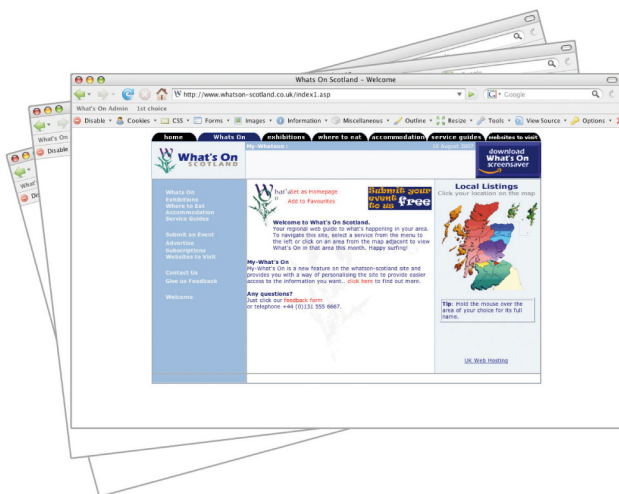 Whats On Scotland - Welcome
http://www.whatson-scotland.co.uk/index1.asp
Google
What's On Admin 1st choice
Disable Cookies CSS Forms Images Information Miscellaneous Outline Resize Tools View Source Options
home Whats On exhibitions where to eat accommodation service guides websites to visit
My-Whatson :
10 August 2007
What's On
SCOTLAND
download
What's On
screensaver
Whats On
Exhibitions
Where to Eat
Accommodation
Service Guides
Submit an Event
Advertise
Subscriptions
Websites to Visit
Contact Us
Give us Feedback
Welcome
Set as Homepage
Add to Favourites
Submit your
event
to us free
Welcome to What's On Scotland.
Your regional web guide to what's happening in your area.
To navigate this site, select a service from the menu to
the left or click on an area from the map adjacent to view
What's On in that area this month. Happy surfing!
My-What's On
My-What's On is a new feature on the whatson-scotland site and
provides you with a way of personalising the site to provide easier
access to the information you want.. click here to find out more.
Any questions?
Just click our feedback form
or telephone +44 (0)131 555 6667.
Local Listings
Click your location on the map
Tip: Hold the mouse over the
area of your choice for its full
name.
UK Web Hosting
What's On
Disable
What'
Disable